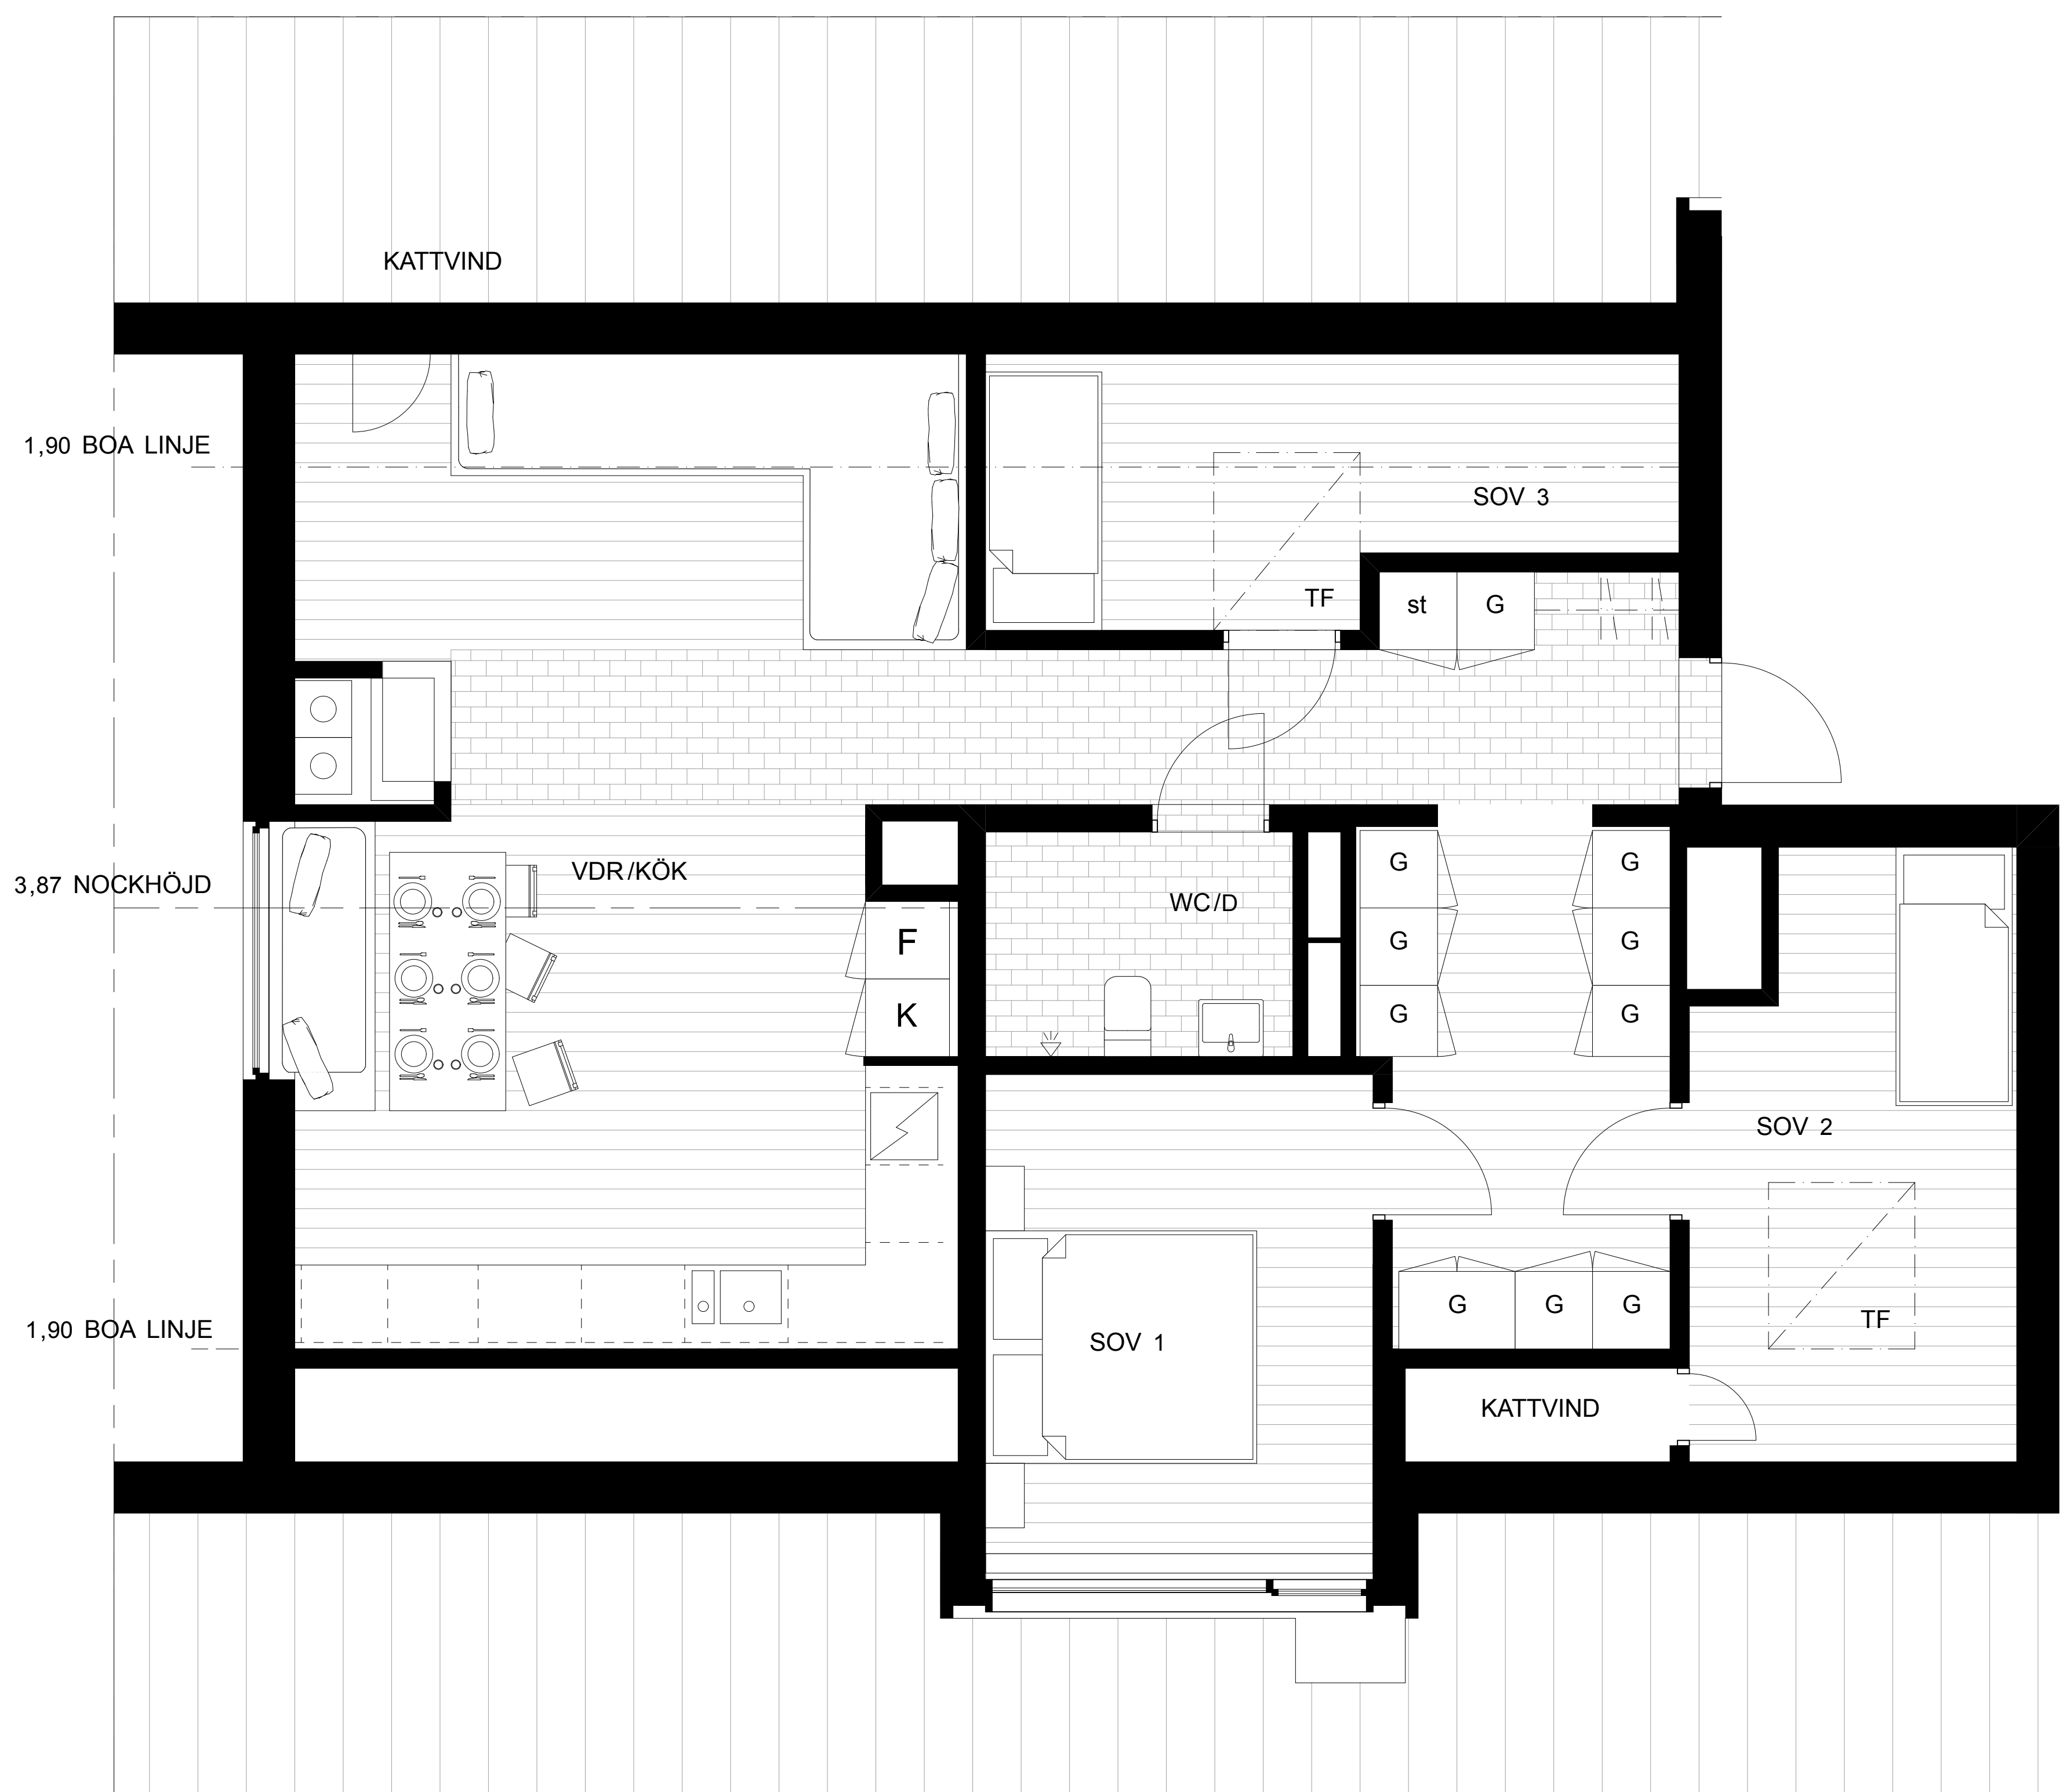 KATTVIND
1,90 BOA LINJE
SOV 3
TF
st G
3,87 NOCKHÖJD
VDR/KÖK
WC/D
G G
F
G G
K
G G
SOV 2
1,90 BOA LINJE
SOV 1
G G G
TF
KATTVIND